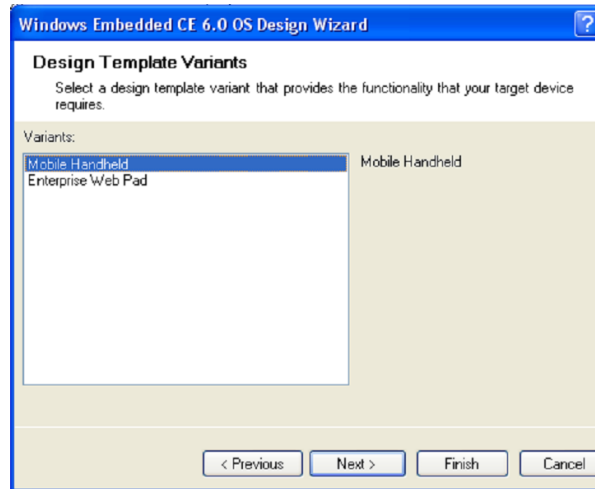 Windows Embedded CE 6.0 OS Design Wizard
?
Design Template Variants
Select a design template variant that provides the functionality that your target device
requires.
Variants:
Mobile Handheld
Enterprise Web Pad
Mobile Handheld
< Previous
Next >
Finish
Cancel